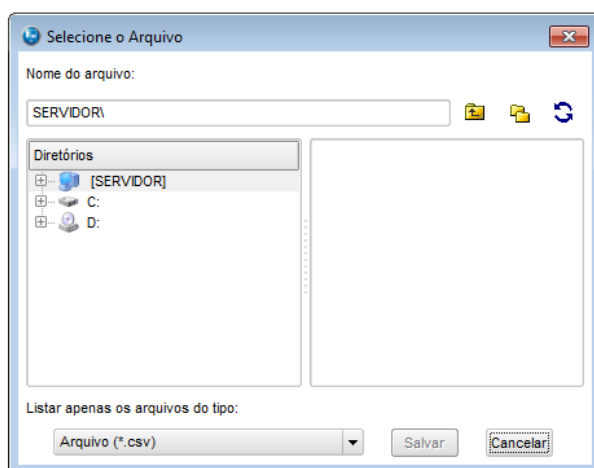 Selecione o Arquivo
Nome do arquivo:
SERVIDOR\
Diretórios
[SERVIDOR]
C:
D:
Listar apenas os arquivos do tipo:
Arquivo (*.csv)
Salvar
Cancelar